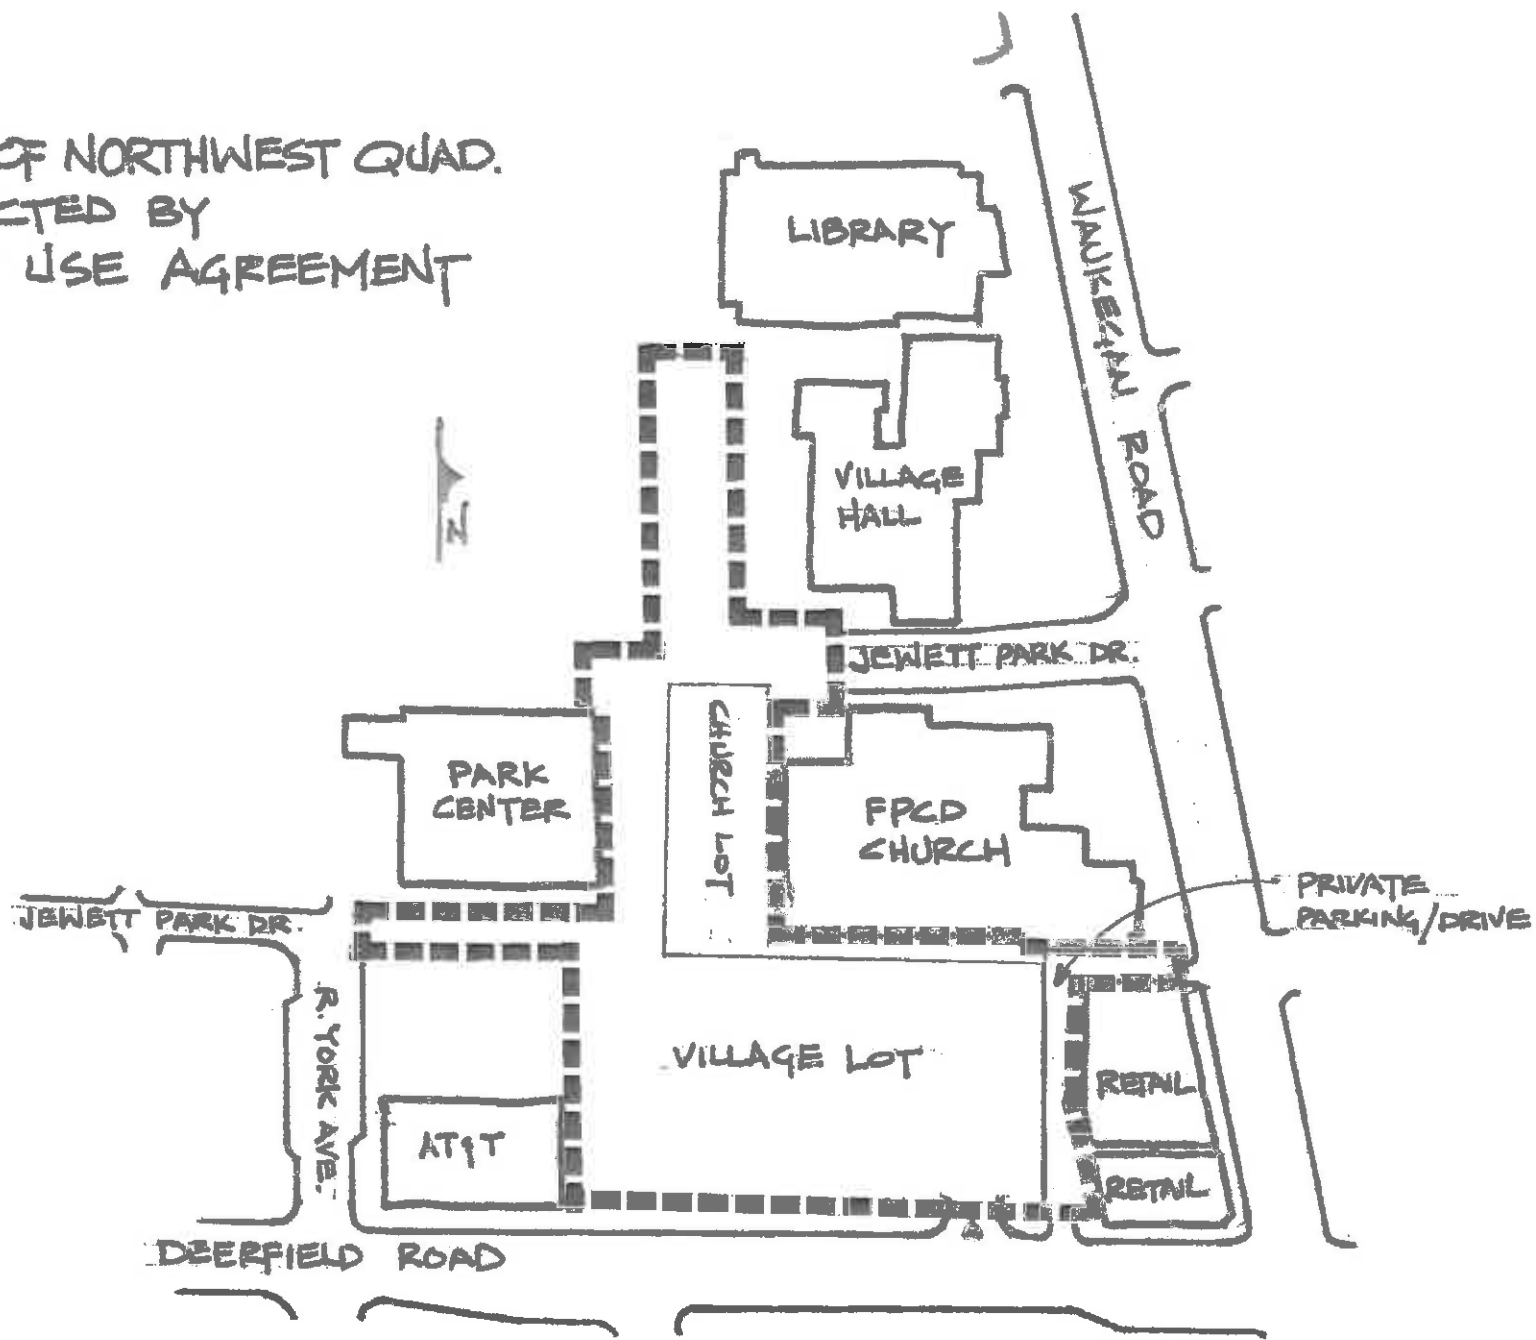 OF NORTHWEST QUAD.
CTED BY
USE AGREEMENT
LIBRARY
WAUKEGAN ROAD
N
VILLAGE
HALL
JEWETT PARK DR.
CHURCH LOT
PARK
CENTER
FPCD
CHURCH
PRIVATE
PARKING/DRIVE
JEWETT PARK DR.
R. YORK AVE.
VILLAGE LOT
RETAIL
AT&T
RETAIL
DEERFIELD ROAD